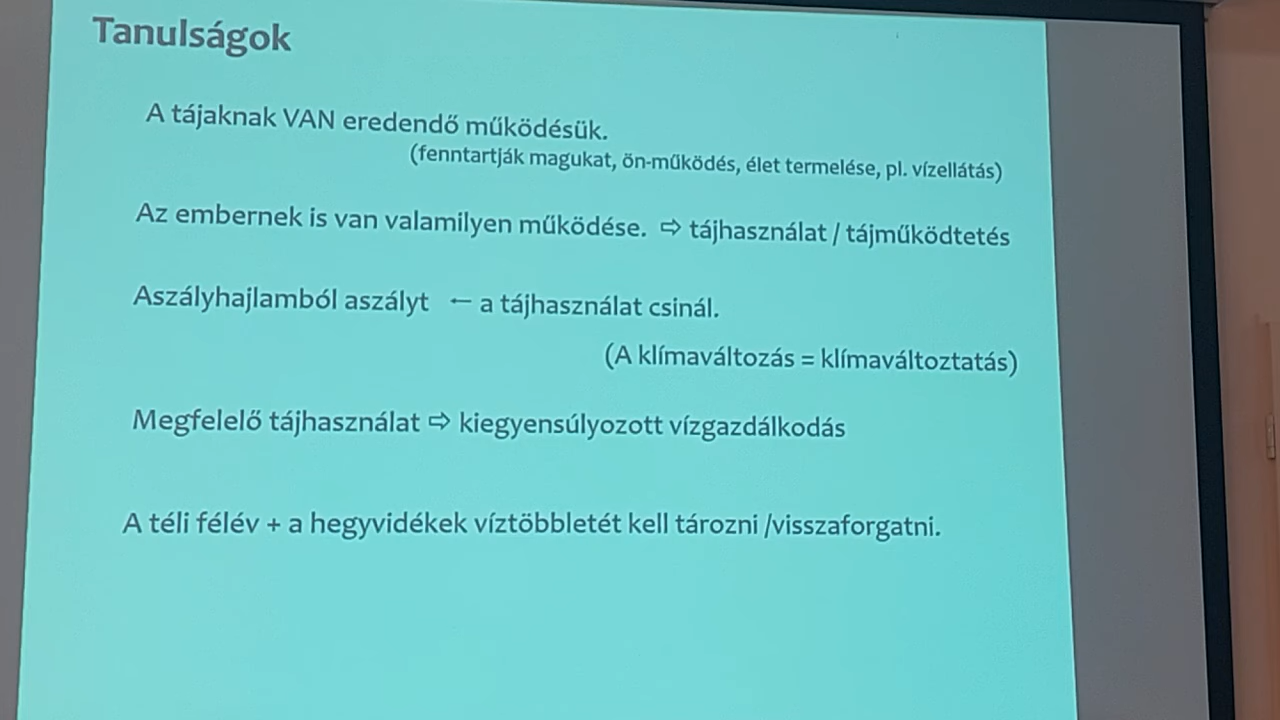 Tanulságok
A tájaknak VAN eredendő működésük.
(fenntartják magukat, ön-működés, élet termelése, pl. vízellátás)
Az embernek is van valamilyen működése. ⇨ tájhasználat / tájműködtetés
Aszályhajlamból aszályt ← a tájhasználat csinál.
(A klímaváltozás = klímaváltoztatás)
Megfelelő tájhasználat ⇨ kiegyensúlyozott vízgazdálkodás
A téli félév + a hegyvidékek víztöbbletét kell tározni /visszaforgatni.